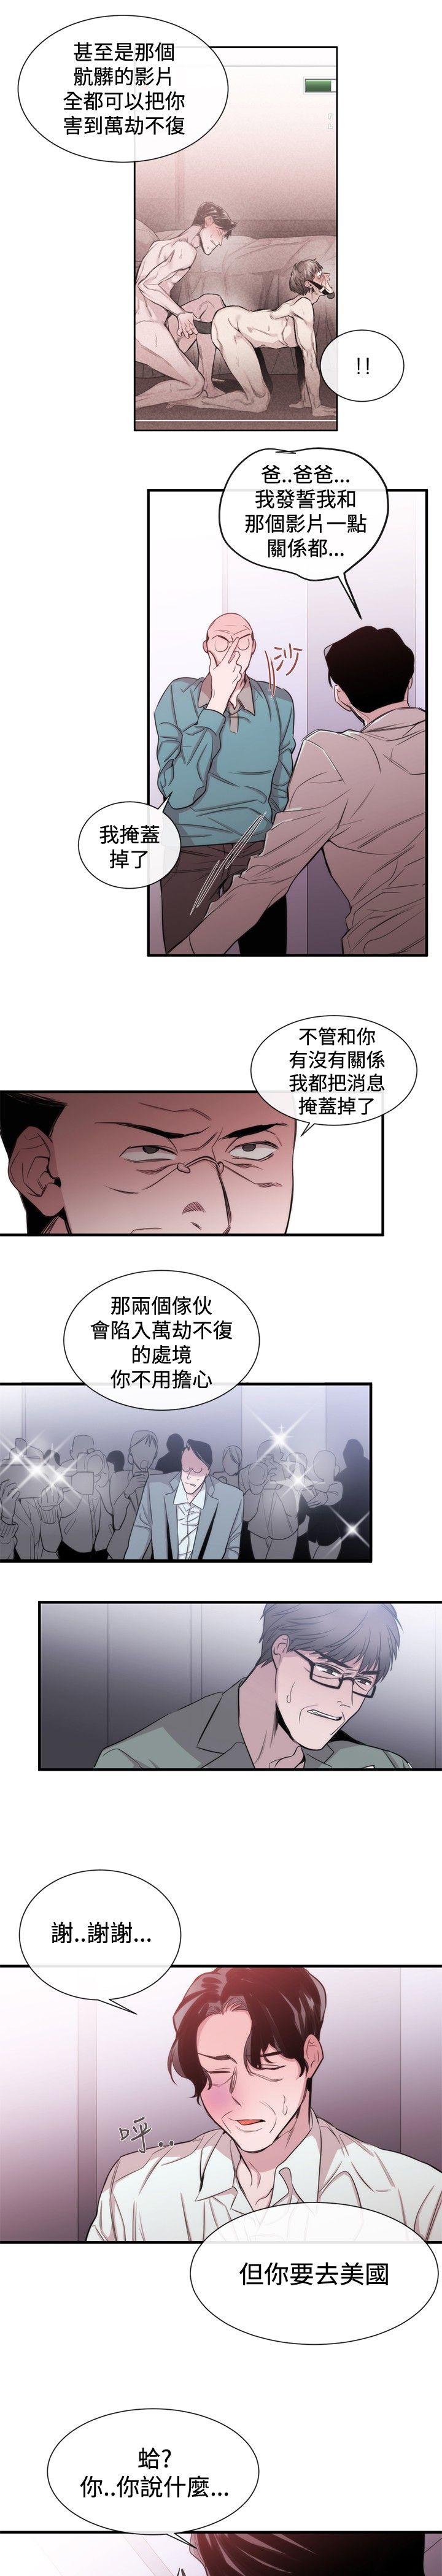 甚至是那個
骯髒的影片
全都可以把你
害到萬劫不復
!!
爸..爸爸...
我發誓我和
那個影片一點
關係都...
沙
我掩蓋
掉了
不管和你
有沒有關係
我都把消息
掩蓋掉了
那兩個傢伙
會陷入萬劫不復
的處境
你不用擔心
謝..謝謝...
呼..
但你要去美國
蛤?
你..你說什麼...